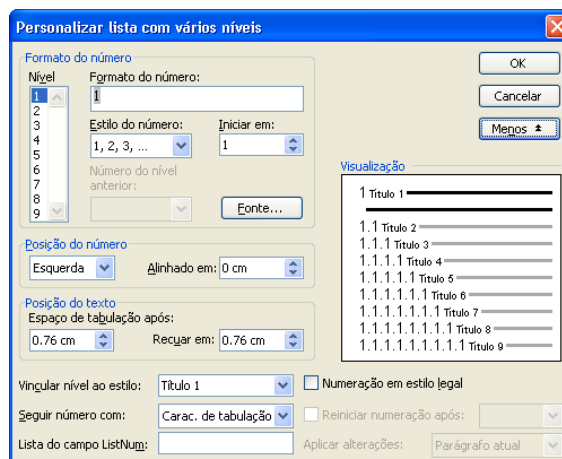 Personalizar lista com vários níveis
Formato do número
Nível
Formato do número:
1
2
3
4
5
6
7
8
9
1
Estilo do número:
Iniciar em:
1, 2, 3, ...
1
Número do nível
anterior:
Fonte...
OK
Cancelar
Menos
Visualização
1 Título 1
1.1 Título 2
1.1.1 Título 3
1.1.1.1 Título 4
1.1.1.1.1 Título 5
1.1.1.1.1.1 Título 6
1.1.1.1.1.1.1 Título 7
1.1.1.1.1.1.1.1 Título 8
1.1.1.1.1.1.1.1.1 Título 9
Posição do número
Esquerda
Alinhado em: 0 cm
Posição do texto
Espaço de tabulação após:
0.76 cm
Recuar em: 0.76 cm
Vincular nível ao estilo: Título 1
Numeração em estilo legal
Seguir número com: Carac. de tabulação
Reiniciar numeração após:
Lista do campo ListNum:
Aplicar alterações: Parágrafo atual